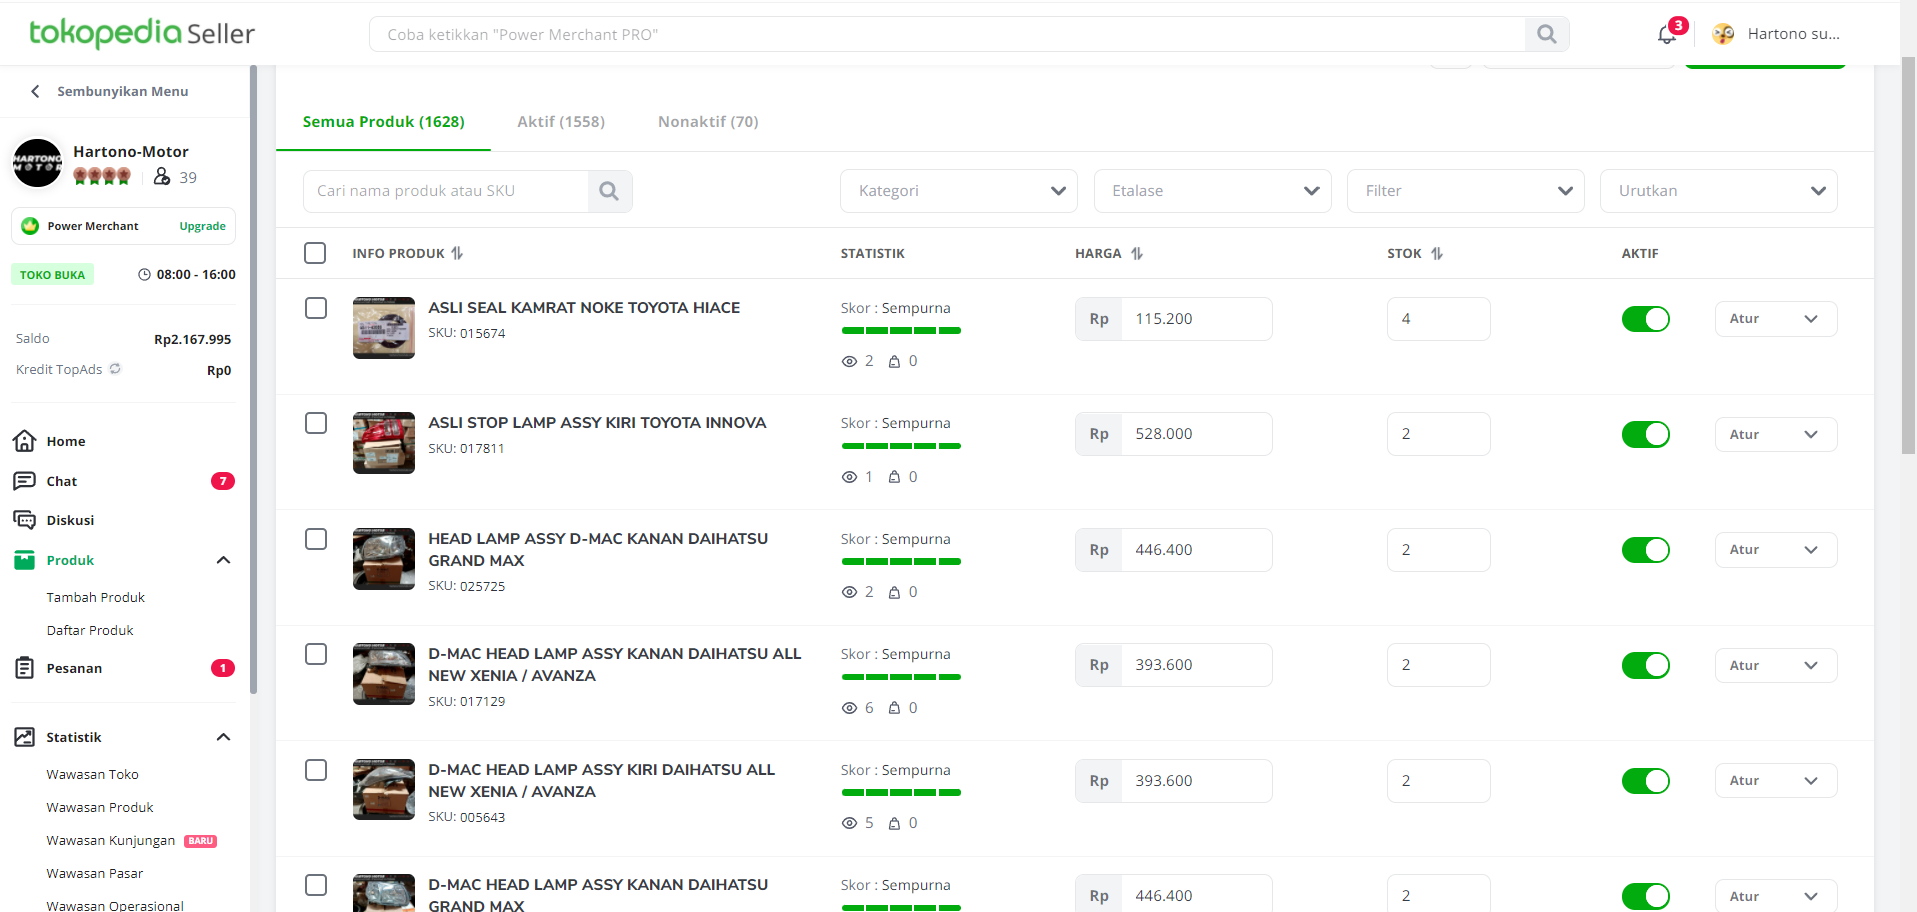 tokopedia Seller
Coba ketikkan "Power Merchant PRO"
3
Hartono su...
Sembunyikan Menu
Hartono-Motor
39
Power Merchant
Upgrade
TOKO BUKA
08:00 - 16:00
Saldo
Rp2.167.995
Kredit TopAds
Rp0
Home
Chat
7
Diskusi
Produk
Tambah Produk
Daftar Produk
Pesanan
1
Statistik
Wawasan Toko
Wawasan Produk
Wawasan Kunjungan BARU
Wawasan Pasar
Wawasan Operasional
Semua Produk (1628)
Aktif (1558)
Nonaktif (70)
Cari nama produk atau SKU
Kategori
Etalase
Filter
Urutkan
INFO PRODUK
STATISTIK
HARGA
STOK
AKTIF
ASLI SEAL KAMRAT NOKE TOYOTA HIACE
SKU: 015674
Skor : Sempurna
2 0
Rp 115.200
4
Atur
ASLI STOP LAMP ASSY KIRI TOYOTA INNOVA
SKU: 017811
Skor : Sempurna
1 0
Rp 528.000
2
Atur
HEAD LAMP ASSY D-MAC KANAN DAIHATSU
GRAND MAX
SKU: 025725
Skor : Sempurna
2 0
Rp 446.400
2
Atur
D-MAC HEAD LAMP ASSY KANAN DAIHATSU ALL
NEW XENIA / AVANZA
SKU: 017129
Skor : Sempurna
6 0
Rp 393.600
2
Atur
D-MAC HEAD LAMP ASSY KIRI DAIHATSU ALL
NEW XENIA / AVANZA
SKU: 005643
Skor : Sempurna
5 0
Rp 393.600
2
Atur
D-MAC HEAD LAMP ASSY KANAN DAIHATSU
GRAND MAX
Skor : Sempurna
Rp 446.400
2
Atur